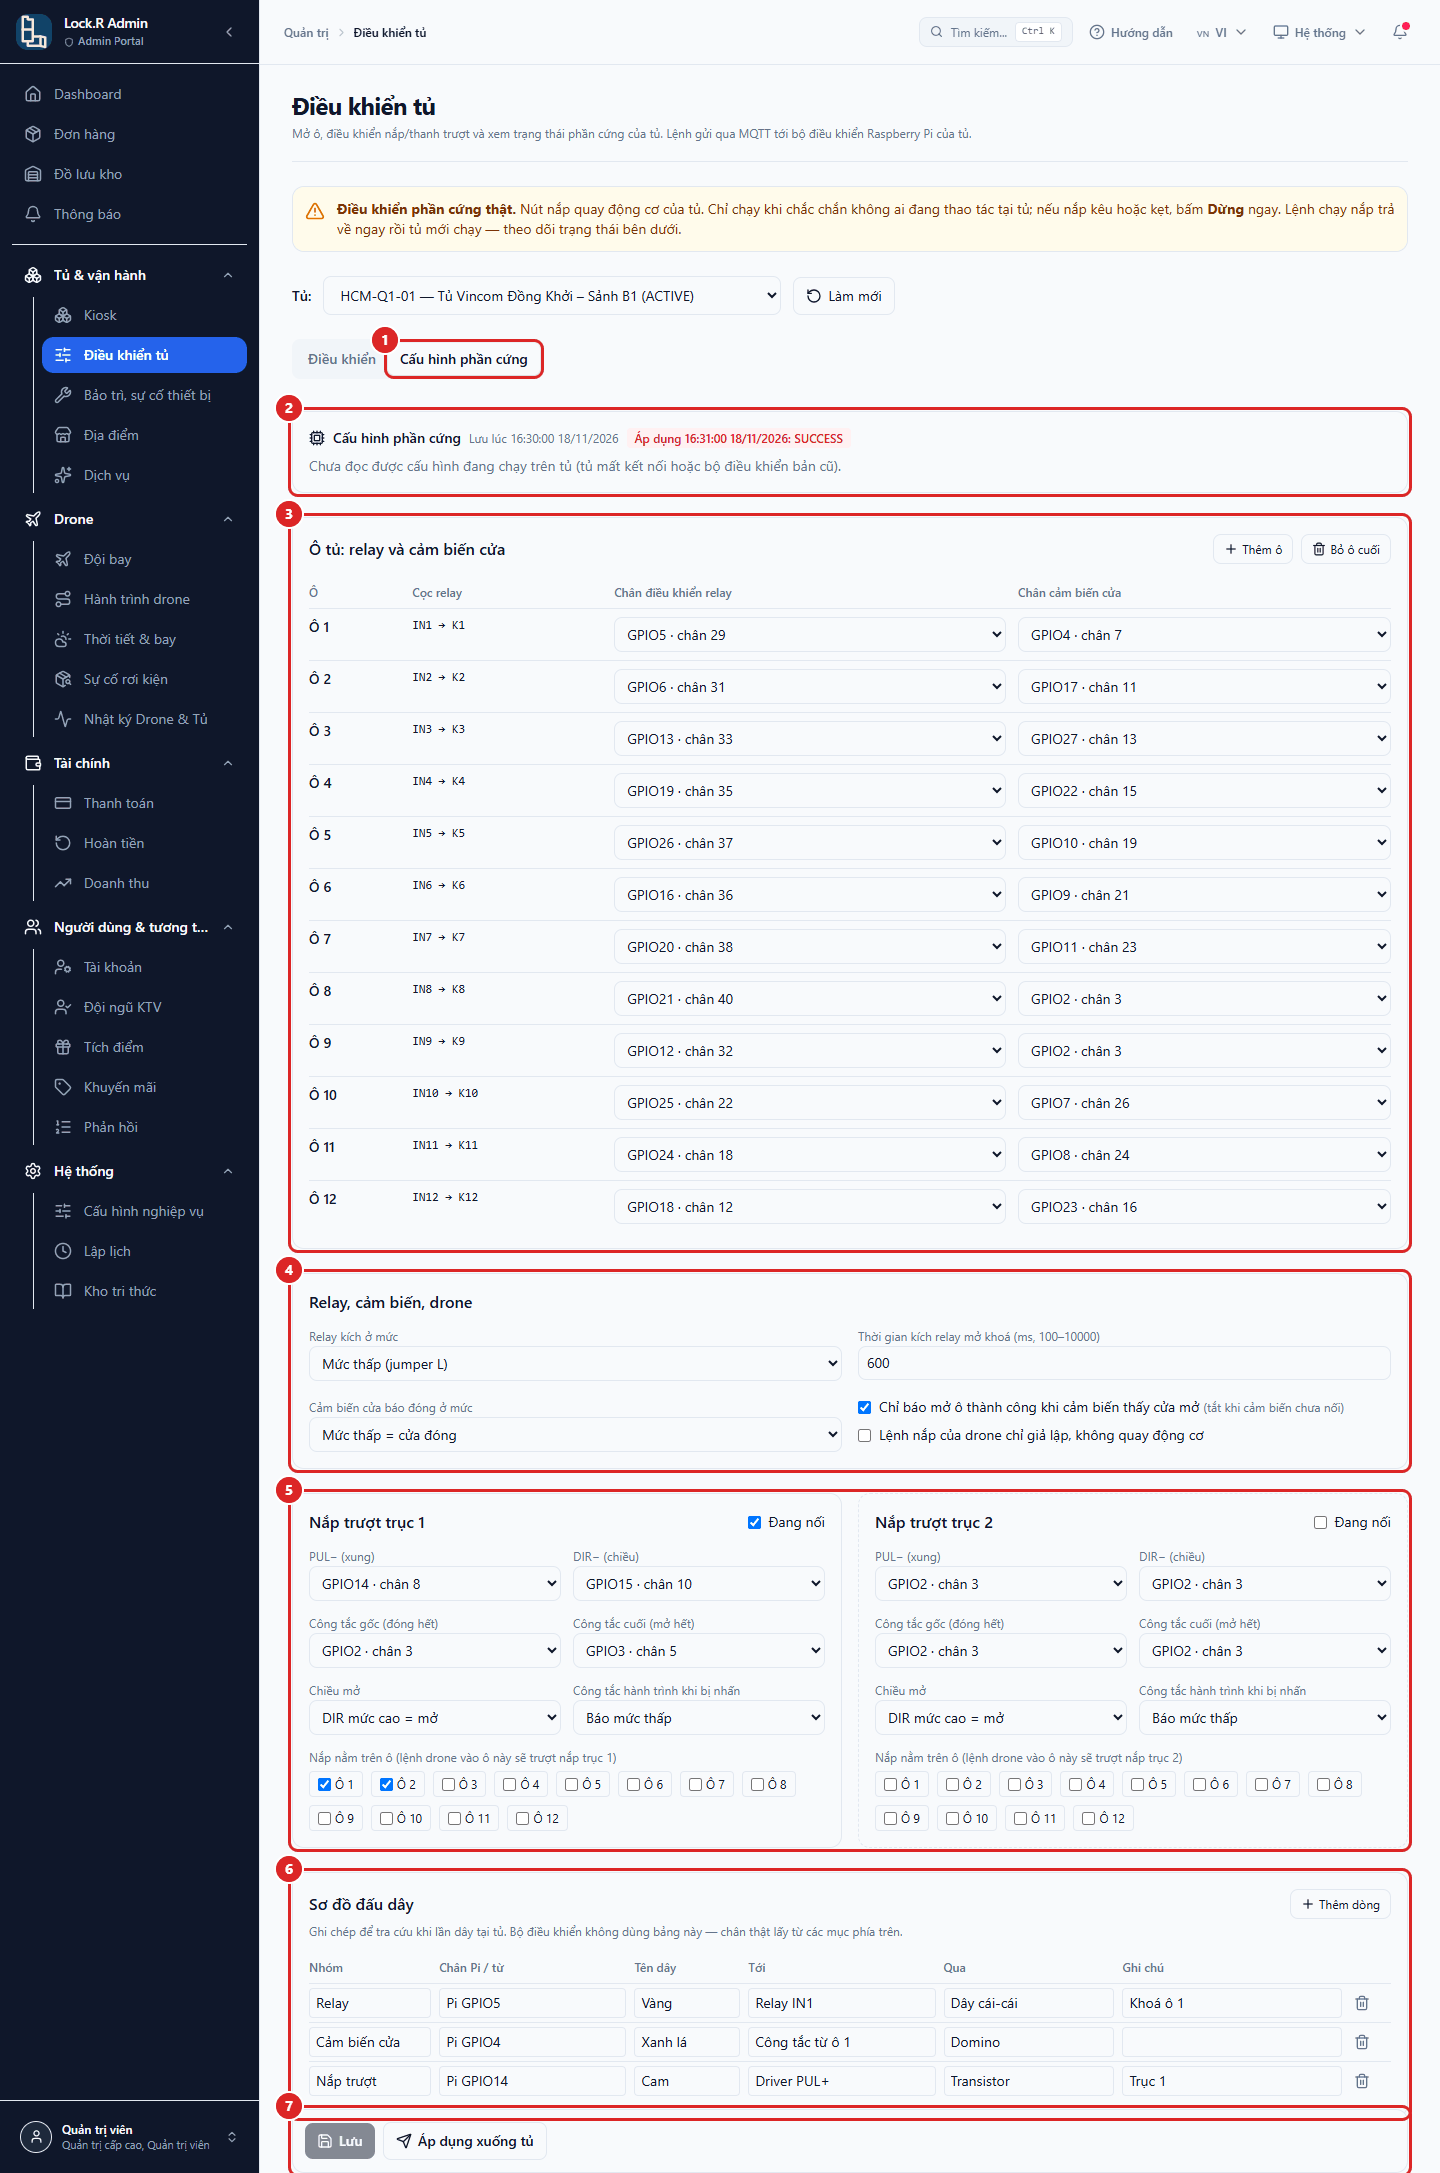 Lock.R Admin
Admin Portal
Dashboard
Đơn hàng
Đồ lưu kho
Thông báo
Tủ & vận hành
Kiosk
Điều khiển tủ
Bảo trì, sự cố thiết bị
Địa điểm
Dịch vụ
Drone
Đội bay
Hành trình drone
Thời tiết & bay
Sự cố rơi kiện
Nhật ký Drone & Tủ
Tài chính
Thanh toán
Hoàn tiền
Doanh thu
Người dùng & tương t...
Tài khoản
Đội ngũ KTV
Tích điểm
Khuyến mãi
Phản hồi
Hệ thống
Cấu hình nghiệp vụ
Lập lịch
Kho tri thức
Quản trị viên
Quản trị cấp cao, Quản trị viên
Quản trị > Điều khiển tủ
Tìm kiếm... Ctrl K
Hướng dẫn
VN VI
Hệ thống
Điều khiển tủ
Mở ô, điều khiển nắp/thanh trượt và xem trạng thái phần cứng của tủ. Lệnh gửi qua MQTT tới bộ điều khiển Raspberry Pi của tủ.
Điều khiển phần cứng thật. Nút nắp quay động cơ của tủ. Chỉ chạy khi chắc chắn không ai đang thao tác tại tủ; nếu nắp kêu hoặc kẹt, bấm Dừng ngay. Lệnh chạy nắp trả
về ngay rồi tủ mới chạy — theo dõi trạng thái bên dưới.
Tủ: HCM-Q1-01 — Tủ Vincom Đồng Khởi – Sảnh B1 (ACTIVE) Làm mới
1
Điều khiển Cấu hình phần cứng
2
Cấu hình phần cứng Lưu lúc 16:30:00 18/11/2026 Áp dụng 16:31:00 18/11/2026: SUCCESS
Chưa đọc được cấu hình đang chạy trên tủ (tủ mất kết nối hoặc bộ điều khiển bản cũ).
3
Ô tủ: relay và cảm biến cửa + Thêm ô Bỏ ô cuối
Ô Cọc relay Chân điều khiển relay Chân cảm biến cửa
Ô 1 IN1 → K1 GPIO5 · chân 29 GPIO4 · chân 7
Ô 2 IN2 → K2 GPIO6 · chân 31 GPIO17 · chân 11
Ô 3 IN3 → K3 GPIO13 · chân 33 GPIO27 · chân 13
Ô 4 IN4 → K4 GPIO19 · chân 35 GPIO22 · chân 15
Ô 5 IN5 → K5 GPIO26 · chân 37 GPIO10 · chân 19
Ô 6 IN6 → K6 GPIO16 · chân 36 GPIO9 · chân 21
Ô 7 IN7 → K7 GPIO20 · chân 38 GPIO11 · chân 23
Ô 8 IN8 → K8 GPIO21 · chân 40 GPIO2 · chân 3
Ô 9 IN9 → K9 GPIO12 · chân 32 GPIO2 · chân 3
Ô 10 IN10 → K10 GPIO25 · chân 22 GPIO7 · chân 26
Ô 11 IN11 → K11 GPIO24 · chân 18 GPIO8 · chân 24
Ô 12 IN12 → K12 GPIO18 · chân 12 GPIO23 · chân 16
4
Relay, cảm biến, drone
Relay kích ở mức Thời gian kích relay mở khoá (ms, 100–10000)
Mức thấp (jumper L) 600
Cảm biến cửa báo đóng ở mức
Mức thấp = cửa đóng
Chỉ báo mở ô thành công khi cảm biến thấy cửa mở (tắt khi cảm biến chưa nối)
Lệnh nắp của drone chỉ giả lập, không quay động cơ
5
Nắp trượt trục 1 Đang nối
PUL− (xung) DIR− (chiều)
GPIO14 · chân 8 GPIO15 · chân 10
Công tắc gốc (đóng hết) Công tắc cuối (mở hết)
GPIO2 · chân 3 GPIO3 · chân 5
Chiều mở Công tắc hành trình khi bị nhấn
DIR mức cao = mở Báo mức thấp
Nắp nằm trên ô (lệnh drone vào ô này sẽ trượt nắp trục 1)
Ô 1 Ô 2 Ô 3 Ô 4 Ô 5 Ô 6 Ô 7 Ô 8
Ô 9 Ô 10 Ô 11 Ô 12
Nắp trượt trục 2 Đang nối
PUL− (xung) DIR− (chiều)
GPIO2 · chân 3 GPIO2 · chân 3
Công tắc gốc (đóng hết) Công tắc cuối (mở hết)
GPIO2 · chân 3 GPIO2 · chân 3
Chiều mở Công tắc hành trình khi bị nhấn
DIR mức cao = mở Báo mức thấp
Nắp nằm trên ô (lệnh drone vào ô này sẽ trượt nắp trục 2)
Ô 1 Ô 2 Ô 3 Ô 4 Ô 5 Ô 6 Ô 7 Ô 8
Ô 9 Ô 10 Ô 11 Ô 12
6
Sơ đồ đấu dây + Thêm dòng
Ghi chép để tra cứu khi lần dây tại tủ. Bộ điều khiển không dùng bảng này — chân thật lấy từ các mục phía trên.
Nhóm Chân Pi / từ Tên dây Tới Qua Ghi chú
Relay Pi GPIO5 Vàng Relay IN1 Dây cái-cái Khoá ô 1
Cảm biến cửa Pi GPIO4 Xanh lá Công tắc từ ô 1 Domino
Nắp trượt Pi GPIO14 Cam Driver PUL+ Transistor Trục 1
7
Lưu Áp dụng xuống tủ